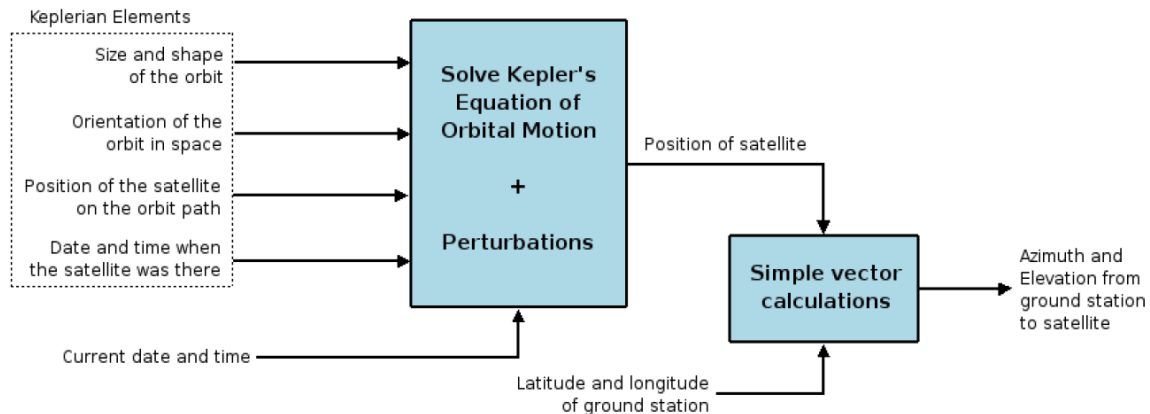 Keplerian Elements
Size and shape
of the orbit
Orientation of the
orbit in space
Position of the satellite
on the orbit path
Date and time when
the satellite was there
Solve Kepler's
Equation of
Orbital Motion
+
Perturbations
Current date and time
Position of satellite
Simple vector
calculations
Latitude and longitude
of ground station
Azimuth and
Elevation from
ground station
to satellite